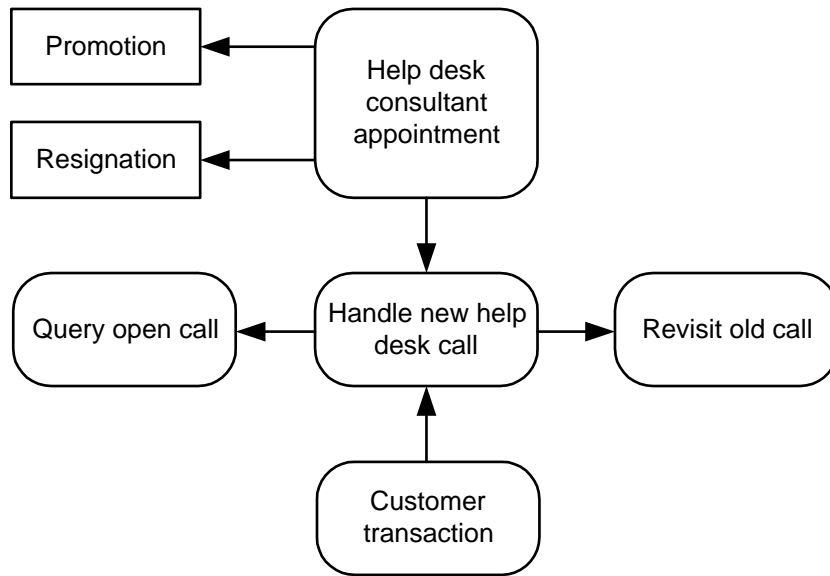 Promotion
Help desk
consultant
appointment
Resignation
Query open call
Handle new help
desk call
Revisit old call
Customer
transaction